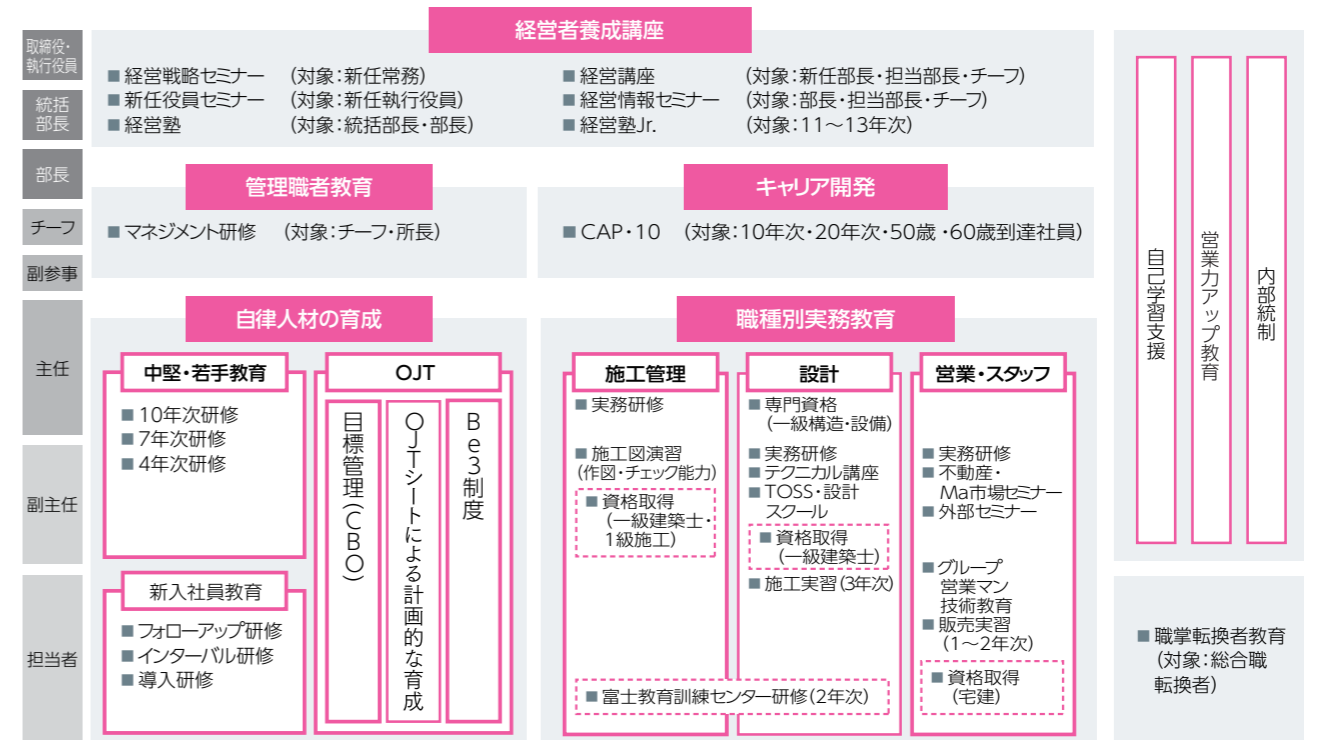 取締役・
執行役員
統括
部長
部長
チーフ
副参事
主任
副主任
担当者
経営者養成講座
■経営戦略セミナー （対象：新任常務）
■新任役員セミナー （対象：新任執行役員）
■経営塾 （対象：統括部長・部長）
■経営講座 （対象：新任部長・担当部長・チーフ）
■経営情報セミナー （対象：部長・担当部長・チーフ）
■経営塾Jr. （対象：11～13年次）
管理職者教育
■マネジメント研修 （対象：チーフ・所長）
キャリア開発
■CAP・10 （対象：10年次・20年次・50歳・60歳到達社員）
自律人材の育成
中堅・若手教育
■10年次研修
■7年次研修
■4年次研修
新入社員教育
■フォローアップ研修
■インターバル研修
■導入研修
OJT
目標管理（CBO）
OJTシートによる計画的な育成
Be3制度
職種別実務教育
施工管理
■実務研修
■施工図演習
（作図・チェック能力）
■資格取得
（一級建築士・
1級施工）
設計
■専門資格
（一級構造・設備）
■実務研修
■テクニカル講座
■TOSS・設計
スクール
■資格取得
（一級建築士）
■施工実習（3年次）
■富士教育訓練センター研修（2年次）
営業・スタッフ
■実務研修
■不動産・
Ma市場セミナー
■外部セミナー
■グループ
営業マン
技術教育
■販売実習
（1～2年次）
■資格取得
（宅建）
自己学習支援
営業力アップ教育
内部統制
■職掌転換者教育
（対象：総合職
転換者）